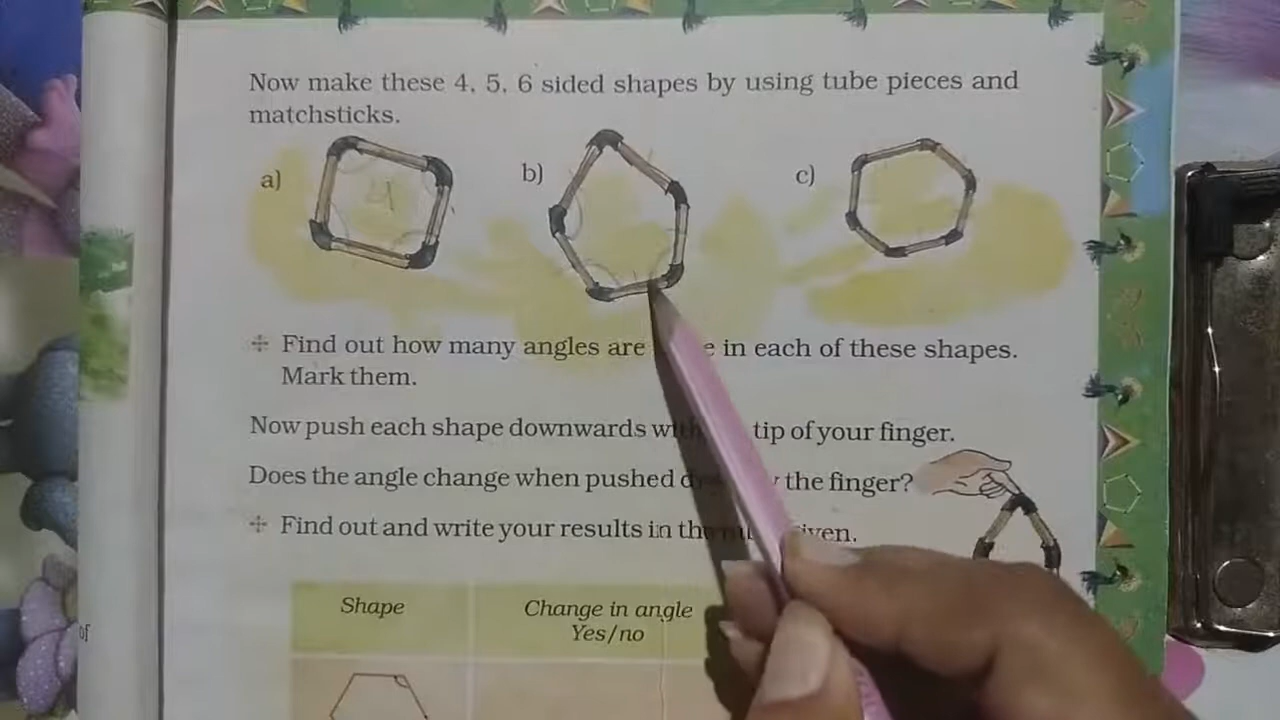 Now make these 4, 5, 6 sided shapes by using tube pieces and
matchsticks.
a) b) c)
4
Find out how many angles are in each of these shapes.
Mark them.
Now push each shape downwards tip of your finger.
Does the angle change when pushed the finger?
Find out and write your results in
Shape Change in angle
Yes/no
of